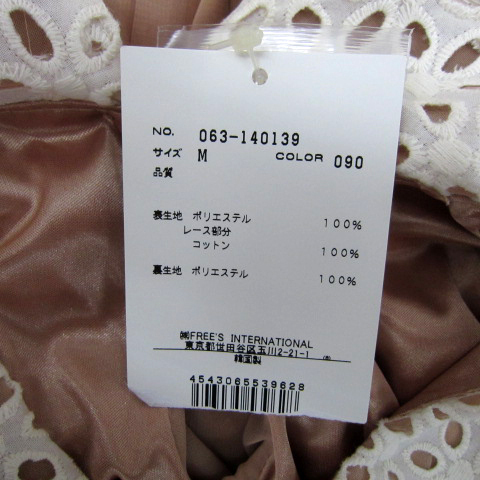 NO. 063-140139
サイズ M COLOR 090
品質
表生地 ポリエステル 100%
レース部分
コットン 100%
裏生地 ポリエステル 100%
㈱FREE'S INTERNATIONAL
東京都世田谷区玉川2-21-1
韓国製
4543065539628